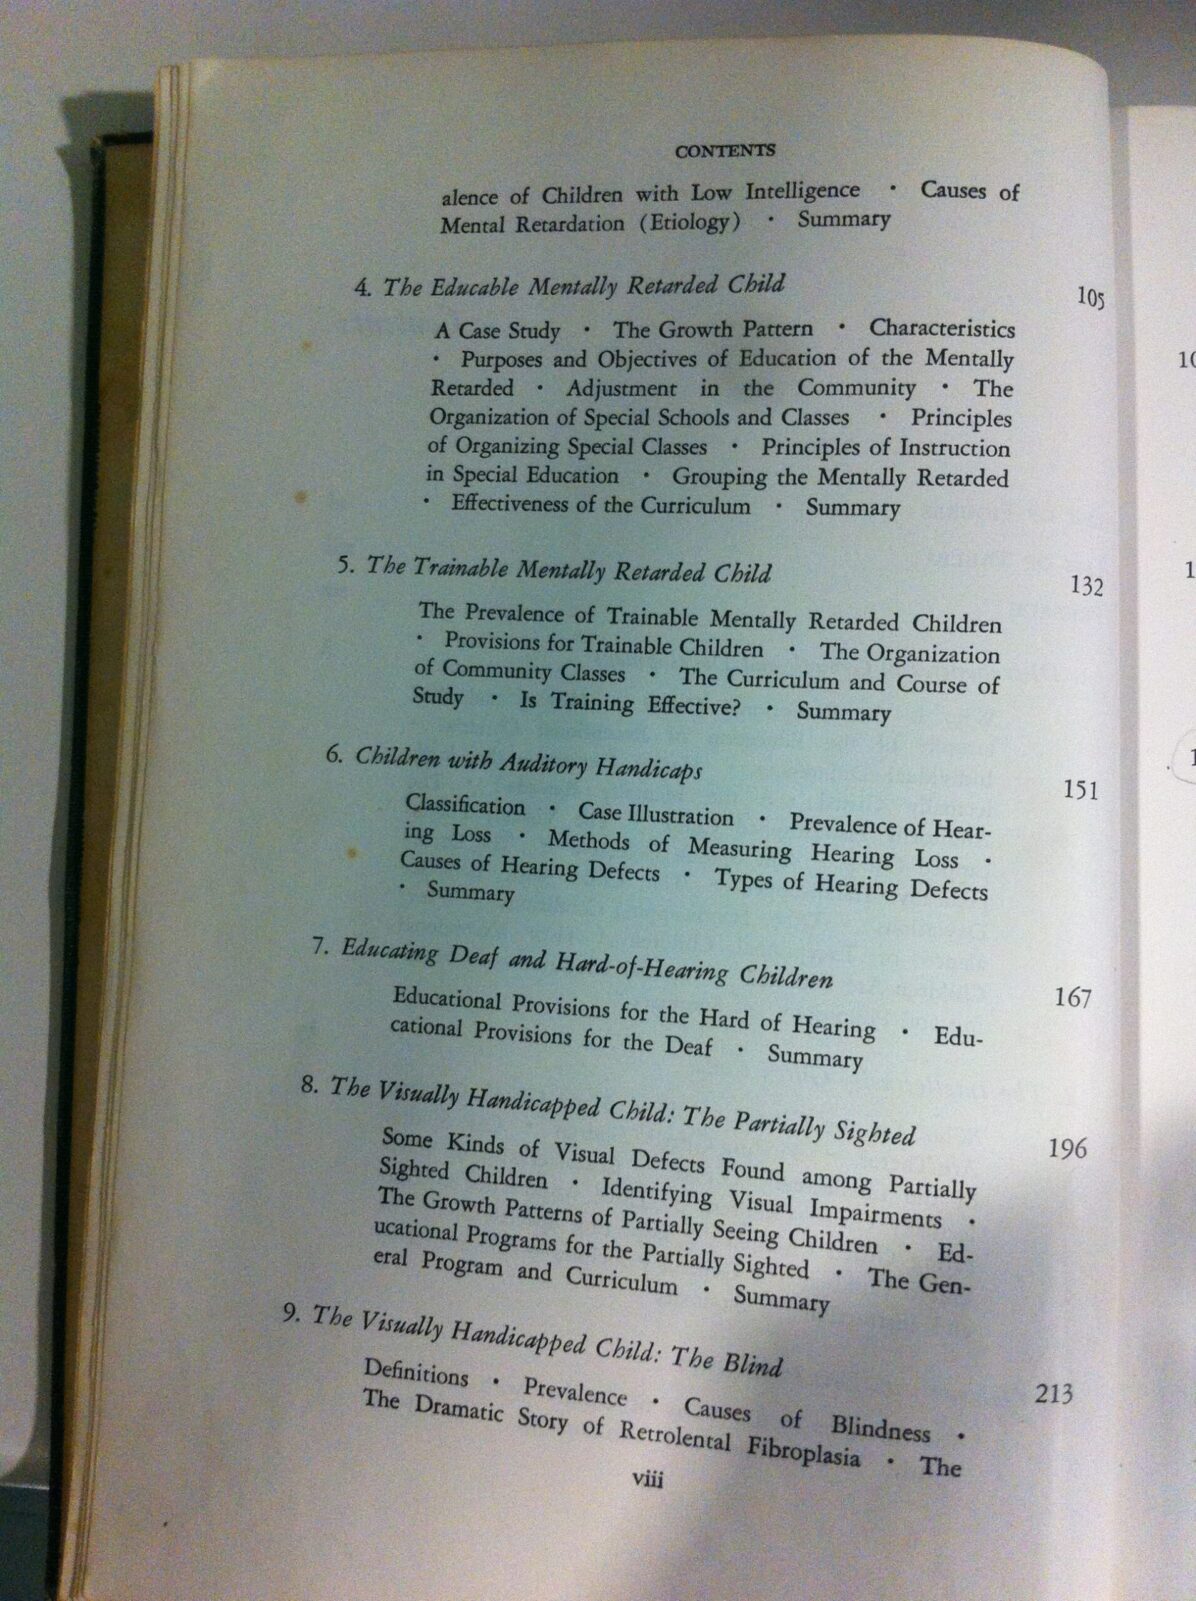 CONTENTS
alence of Children with Low Intelligence • Causes of
Mental Retardation (Etiology) • Summary
4. The Educable Mentally Retarded Child 105
A Case Study • The Growth Pattern • Characteristics
• Purposes and Objectives of Education of the Mentally
Retarded • Adjustment in the Community • The
Organization of Special Schools and Classes • Principles
of Organizing Special Classes • Principles of Instruction
in Special Education • Grouping the Mentally Retarded
• Effectiveness of the Curriculum • Summary
5. The Trainable Mentally Retarded Child 132
The Prevalence of Trainable Mentally Retarded Children
• Provisions for Trainable Children • The Organization
of Community Classes • The Curriculum and Course of
Study • Is Training Effective? • Summary
6. Children with Auditory Handicaps 151
Classification • Case Illustration • Prevalence of Hear-
ing Loss • Methods of Measuring Hearing Loss •
Causes of Hearing Defects • Types of Hearing Defects
• Summary
7. Educating Deaf and Hard-of-Hearing Children 167
Educational Provisions for the Hard of Hearing • Edu-
cational Provisions for the Deaf • Summary
8. The Visually Handicapped Child: The Partially Sighted 196
Some Kinds of Visual Defects Found among Partially
Sighted Children • Identifying Visual Impairments •
The Growth Patterns of Partially Seeing Children • Ed-
ucational Programs for the Partially Sighted • The Gen-
eral Program and Curriculum • Summary
9. The Visually Handicapped Child: The Blind 213
Definitions • Prevalence • Causes of Blindness •
The Dramatic Story of Retrolental Fibroplasia • The
viii